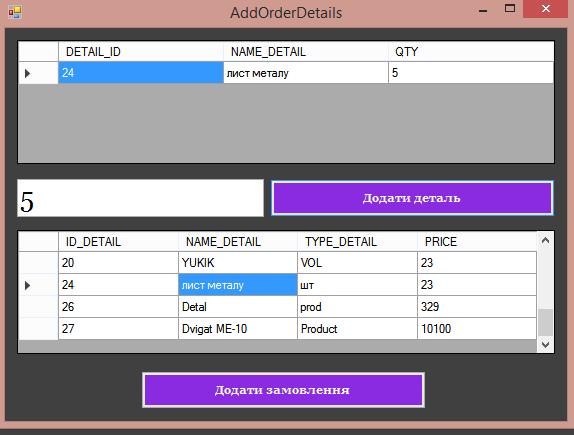 AddOrderDetails
DETAIL_ID NAME_DETAIL QTY
24 лист металу 5
5 Додати деталь
ID_DETAIL NAME_DETAIL TYPE_DETAIL PRICE
20 YUKIK VOL 23
24 лист металу шт 23
26 Detal prod 329
27 Dvigat ME-10 Product 10100
Додати замовлення